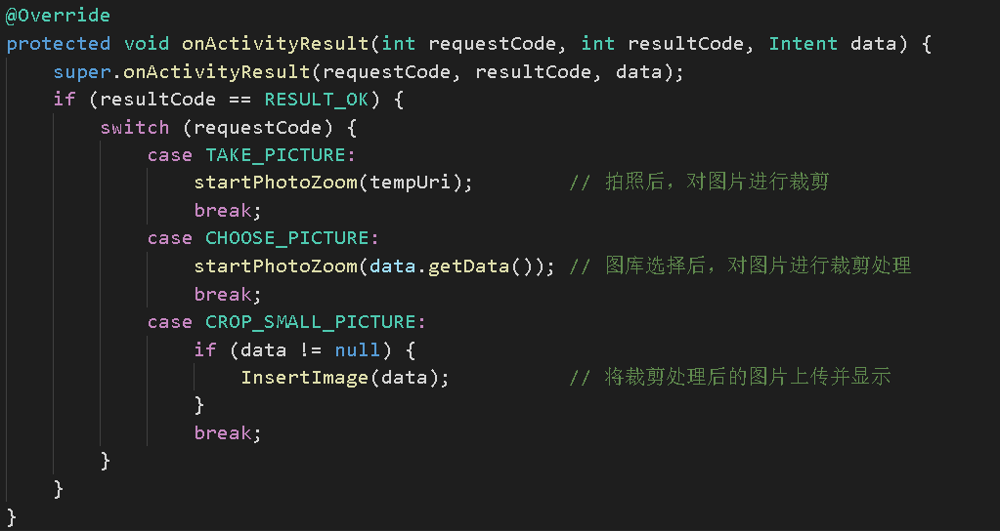 @Override
protected void onActivityResult(int requestCode, int resultCode, Intent data) {
    super.onActivityResult(requestCode, resultCode, data);
    if (resultCode == RESULT_OK) {
        switch (requestCode) {
            case TAKE_PICTURE:
                startPhotoZoom(tempUri);        // 拍照后，对图片进行裁剪
                break;
            case CHOOSE_PICTURE:
                startPhotoZoom(data.getData()); // 图库选择后，对图片进行裁剪处理
                break;
            case CROP_SMALL_PICTURE:
                if (data != null) {
                    InsertImage(data);          // 将裁剪处理后的图片上传并显示
                }
                break;
        }
    }
}